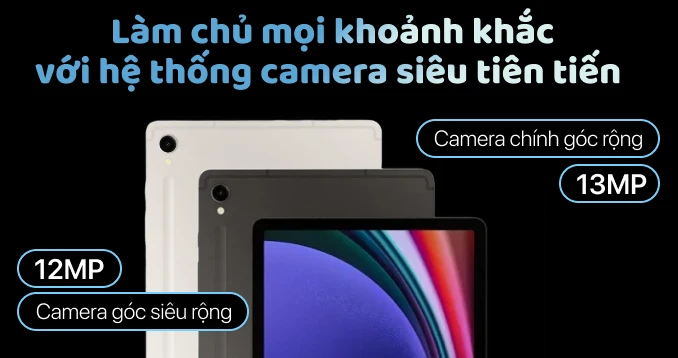 Làm chủ mọi khoảnh khắc
với hệ thống camera siêu tiên tiến
Camera chính góc rộng
13MP
12MP
Camera góc siêu rộng